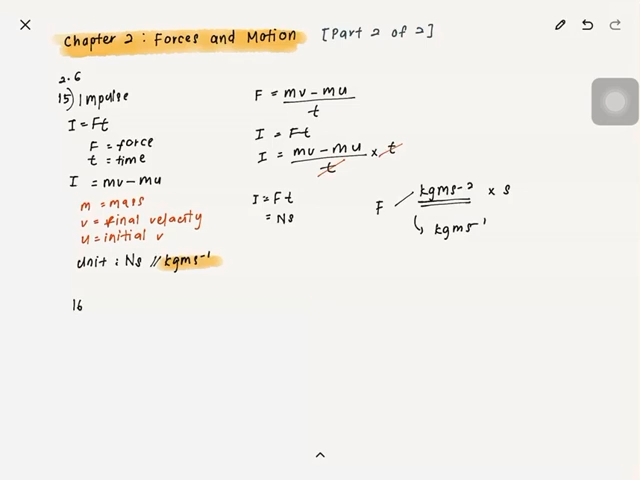 Chapter 2 : Forces and Motion [Part 2 of 2]
2.6
15) Impulse
I = Ft
F = force
t = time
I = mv - mu
m = mass
v = final velocity
u = initial v
unit : Ns // kgms-1
16
F = mv - mu
t
I = Ft
I = mv - mu × t
t
I = Ft
= Ns
F kgms-2 × s
kgms-1